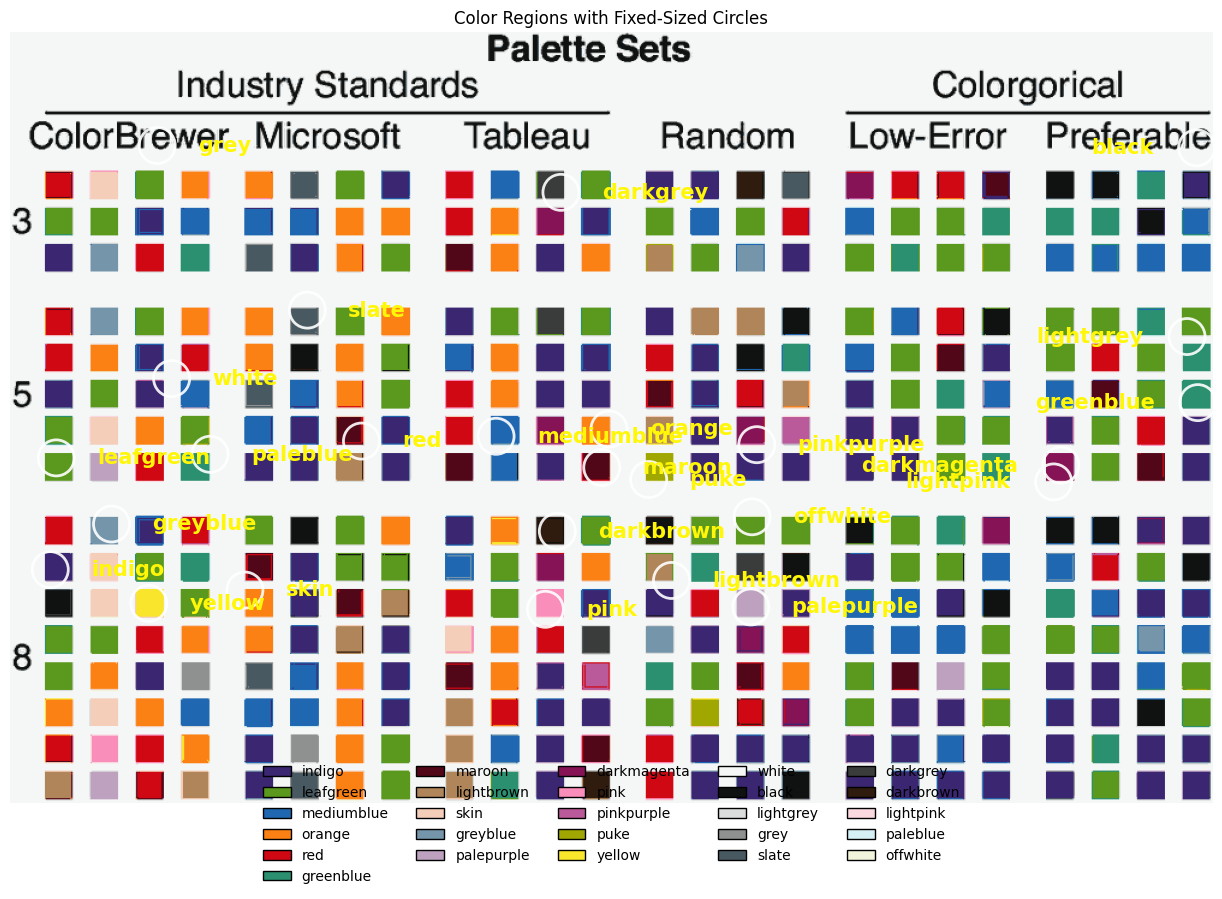 Color Regions with Fixed-Sized Circles
Palette Sets
Industry Standards
Colorgorical
ColorBrewer
Microsoft
Tableau
Random
Low-Error
Preferable
grey
black
darkgrey
3
slate
lightgrey
white
5
greenblue
orange
mediumblue
red
pinkpurple
paleblue
leafgreen
maroon
darkmagenta
puke
lightpink
offwhite
greyblue
darkbrown
indigo
lightbrown
skin
yellow
pink
palepurple
8
indigo
leafgreen
mediumblue
orange
red
greenblue
maroon
lightbrown
skin
greyblue
palepurple
darkmagenta
pink
pinkpurple
puke
yellow
white
black
lightgrey
grey
slate
darkgrey
darkbrown
lightpink
paleblue
offwhite